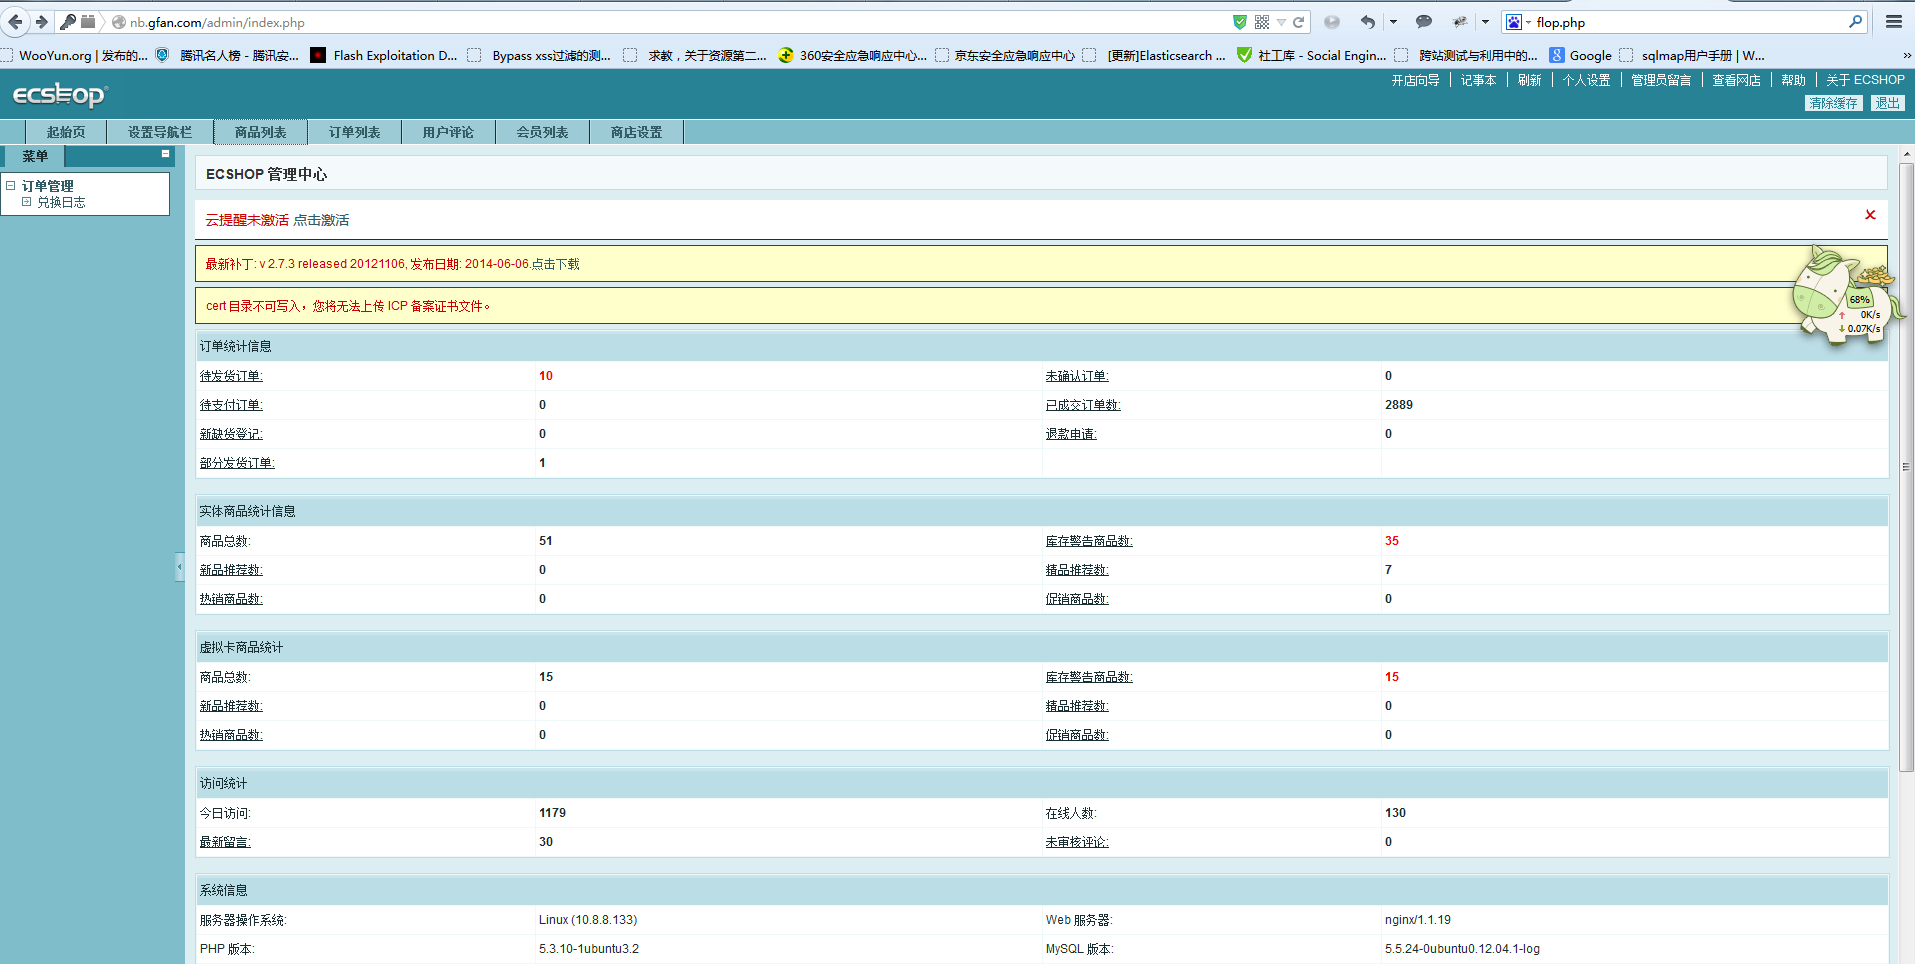 nb.gfan.com/admin/index.php
flop.php
WooYun.org | 发布的...
腾讯名人榜 - 腾讯安...
Flash Exploitation D...
Bypass xss过滤的测...
求教，关于资源第二...
360安全应急响应中心...
京东安全应急响应中心
[更新]Elasticsearch ...
社工库 - Social Engin...
跨站测试与利用中的...
Google
sqlmap用户手册 | W...
ecshop
开店向导 | 记事本 | 刷新 | 个人设置 | 管理员留言 | 查看网店 | 帮助 | 关于 ECSHOP
清除缓存 退出
起始页 设置导航栏 商品列表 订单列表 用户评论 会员列表 商店设置
菜单
订单管理
兑换日志
ECSHOP 管理中心
云提醒未激活 点击激活
最新补丁: v 2.7.3 released 20121106, 发布日期: 2014-06-06.点击下载
cert 目录不可写入，您将无法上传 ICP 备案证书文件。
68%
0K/s
0.07K/s
订单统计信息
待发货订单: 10 未确认订单: 0
待支付订单: 0 已成交订单数: 2889
新缺货登记: 0 退款申请: 0
部分发货订单: 1
实体商品统计信息
商品总数: 51 库存警告商品数: 35
新品推荐数: 0 精品推荐数: 7
热销商品数: 0 促销商品数: 0
虚拟卡商品统计
商品总数: 15 库存警告商品数: 15
新品推荐数: 0 精品推荐数: 0
热销商品数: 0 促销商品数: 0
访问统计
今日访问: 1179 在线人数: 130
最新留言: 30 未审核评论: 0
系统信息
服务器操作系统: Linux (10.8.8.133) Web 服务器: nginx/1.1.19
PHP 版本: 5.3.10-1ubuntu3.2 MySQL 版本: 5.5.24-0ubuntu0.12.04.1-log